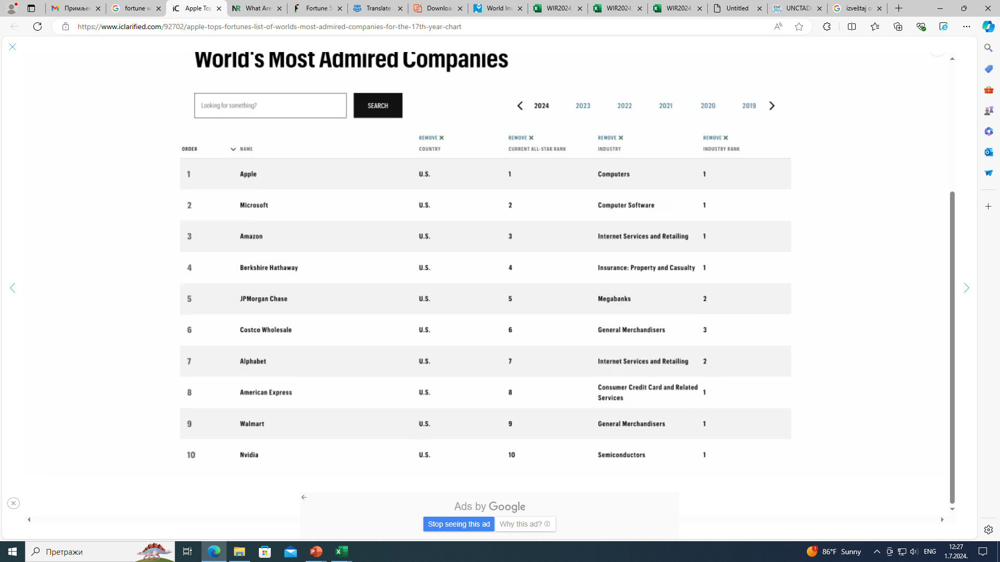 Примљен
fortune w
Apple Top
What Are
Fortune 5
Translate
Downloa
World Inv
WIR2024_
WIR2024_
WIR2024_
Untitled
UNCTADs
izveštaj o
https://www.iclarified.com/92702/apple-tops-fortunes-list-of-worlds-most-admired-companies-for-the-17th-year-chart
World's Most Admired Companies
Looking for something?
SEARCH
2024 2023 2022 2021 2020 2019
REMOVE X REMOVE X REMOVE X REMOVE X
ORDER NAME COUNTRY CURRENT ALL-STAR RANK INDUSTRY INDUSTRY RANK
1 Apple U.S. 1 Computers 1
2 Microsoft U.S. 2 Computer Software 1
3 Amazon U.S. 3 Internet Services and Retailing 1
4 Berkshire Hathaway U.S. 4 Insurance: Property and Casualty 1
5 JPMorgan Chase U.S. 5 Megabanks 2
6 Costco Wholesale U.S. 6 General Merchandisers 3
7 Alphabet U.S. 7 Internet Services and Retailing 2
8 American Express U.S. 8 Consumer Credit Card and Related
Services 1
9 Walmart U.S. 9 General Merchandisers 1
10 Nvidia U.S. 10 Semiconductors 1
Ads by Google
Stop seeing this ad
Why this ad?
Претражи
86°F Sunny
ENG
12:27
1.7.2024.